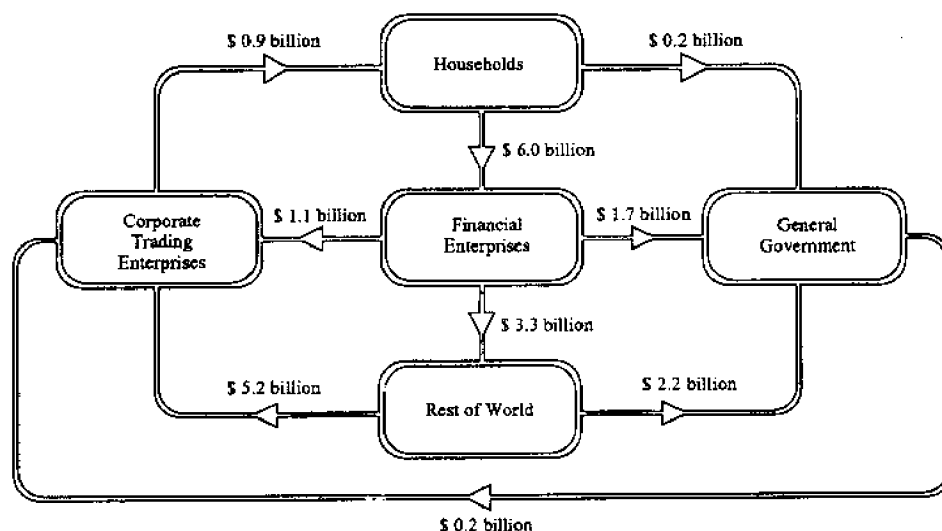 $ 0.9 billion
Households
$ 0.2 billion
$ 6.0 billion
Corporate
Trading
Enterprises
$ 1.1 billion
Financial
Enterprises
$ 1.7 billion
General
Government
$ 3.3 billion
$ 5.2 billion
Rest of World
$ 2.2 billion
$ 0.2 billion